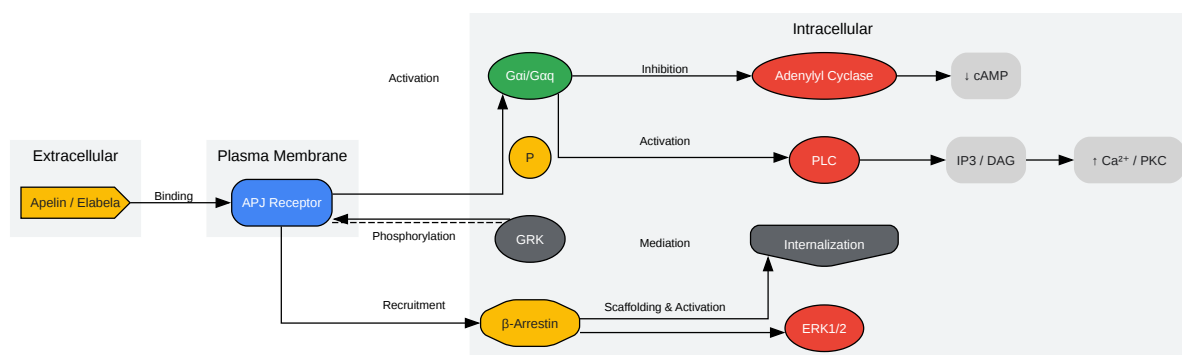 Intracellular
Activation
Gαi/Gαq
Inhibition
Adenylyl Cyclase
↓ cAMP
Extracellular
Plasma Membrane
P
Activation
PLC
IP3 / DAG
↑ Ca²⁺ / PKC
Apelin / Elabela
Binding
APJ Receptor
Phosphorylation
GRK
Mediation
Internalization
Recruitment
β-Arrestin
Scaffolding & Activation
ERK1/2